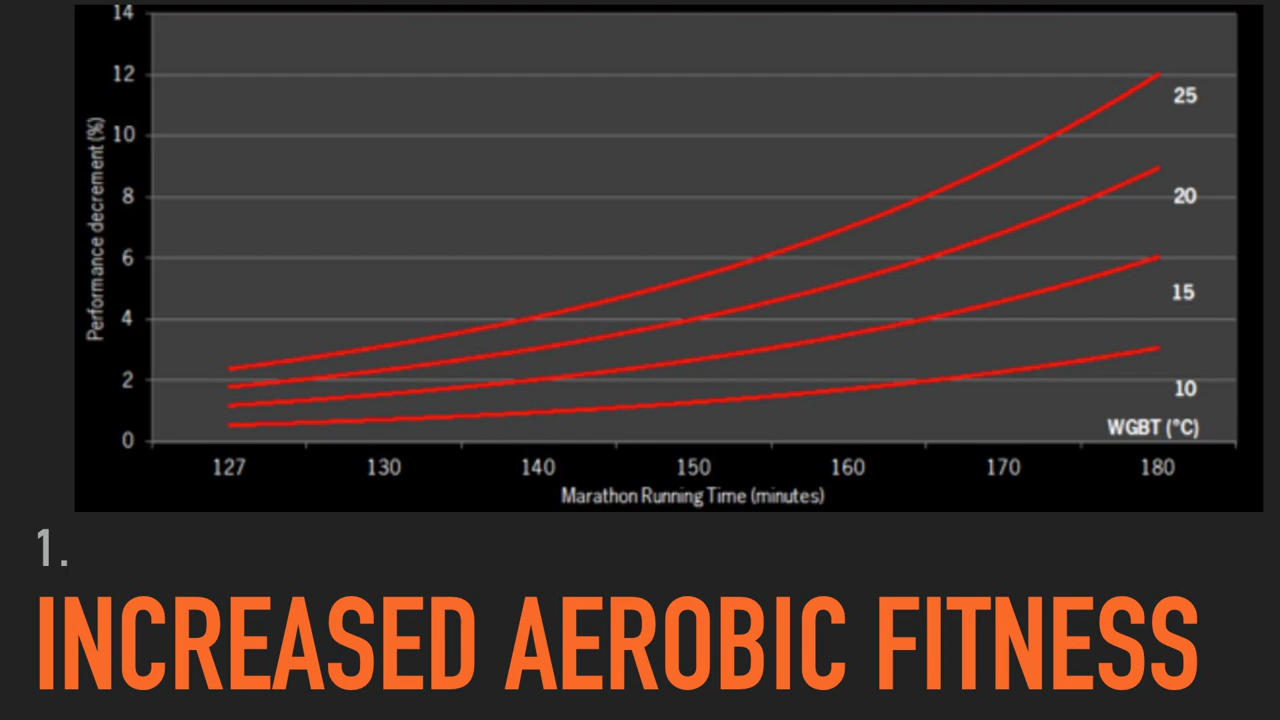 14
12
10
8
6
4
2
0
Performance decrement (%)
25
20
15
10
WGBT (°C)
127 130 140 150 160 170 180
Marathon Running Time (minutes)
1.
INCREASED AEROBIC FITNESS